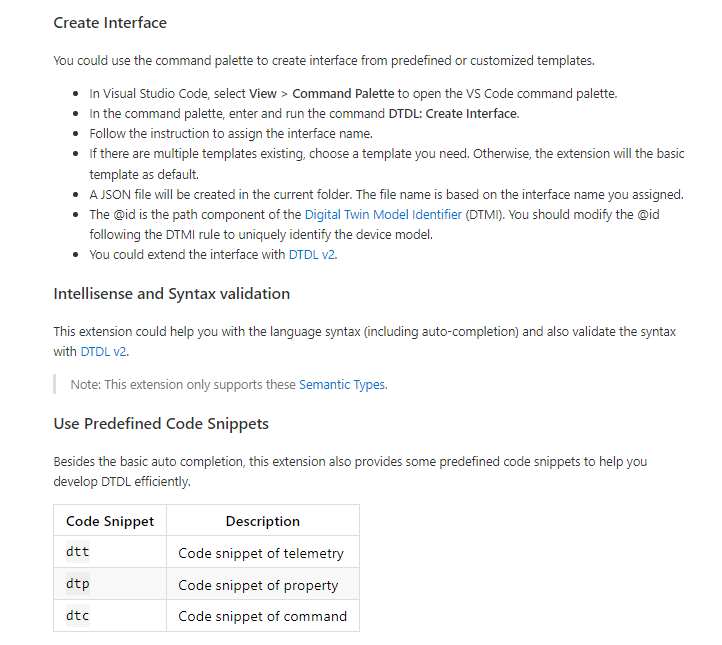 Create Interface
You could use the command palette to create interface from predefined or customized templates.
• In Visual Studio Code, select View > Command Palette to open the VS Code command palette.
• In the command palette, enter and run the command DTDL: Create Interface.
• Follow the instruction to assign the interface name.
• If there are multiple templates existing, choose a template you need. Otherwise, the extension will the basic
template as default.
• A JSON file will be created in the current folder. The file name is based on the interface name you assigned.
• The @id is the path component of the Digital Twin Model Identifier (DTMI). You should modify the @id
following the DTMI rule to uniquely identify the device model.
• You could extend the interface with DTDL v2.
Intellisense and Syntax validation
This extension could help you with the language syntax (including auto-completion) and also validate the syntax
with DTDL v2.
Note: This extension only supports these Semantic Types.
Use Predefined Code Snippets
Besides the basic auto completion, this extension also provides some predefined code snippets to help you
develop DTDL efficiently.
Code Snippet Description
dtt Code snippet of telemetry
dtp Code snippet of property
dtc Code snippet of command